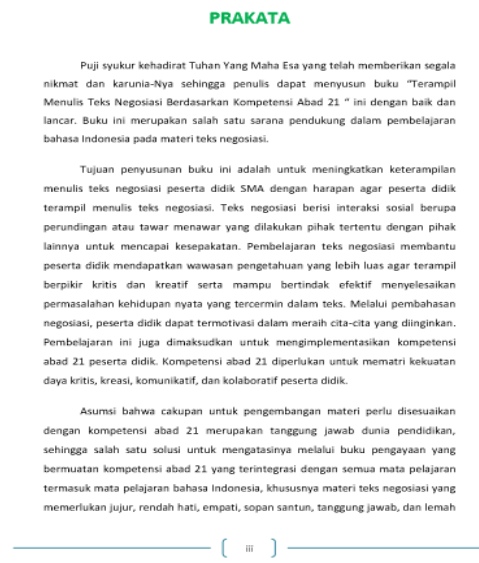 PRAKATA
Puji syukur kehadirat Tuhan Yang Maha Esa yang telah memberikan segala
nikmat dan karunia-Nya sehingga penulis dapat menyusun buku "Terampil
Menulis Teks Negosiasi Berdasarkan Kompetensi Abad 21 " ini dengan baik dan
lancar. Buku ini merupakan salah satu sarana pendukung dalam pembelajaran
bahasa Indonesia pada materi teks negosiasi.
Tujuan penyusunan buku ini adalah untuk meningkatkan keterampilan
menulis teks negosiasi peserta didik SMA dengan harapan agar peserta didik
terampil menulis teks negosiasi. Teks negosiasi berisi interaksi sosial berupa
perundingan atau tawar menawar yang dilakukan pihak tertentu dengan pihak
lainnya untuk mencapai kesepakatan. Pembelajaran teks negosiasi membantu
peserta didik mendapatkan wawasan pengetahuan yang lebih luas agar terampil
berpikir kritis dan kreatif serta mampu bertindak efektif menyelesaikan
permasalahan kehidupan nyata yang tercermin dalam teks. Melalui pembahasan
negosiasi, peserta didik dapat termotivasi dalam meraih cita-cita yang diinginkan.
Pembelajaran ini juga dimaksudkan untuk mengimplementasikan kompetensi
abad 21 peserta didik. Kompetensi abad 21 diperlukan untuk mematri kekuatan
daya kritis, kreasi, komunikatif, dan kolaboratif peserta didik.
Asumsi bahwa cakupan untuk pengembangan materi perlu disesuaikan
dengan kompetensi abad 21 merupakan tanggung jawab dunia pendidikan,
sehingga salah satu solusi untuk mengatasinya melalui buku pengayaan yang
bermuatan kompetensi abad 21 yang terintegrasi dengan semua mata pelajaran
termasuk mata pelajaran bahasa Indonesia, khususnya materi teks negosiasi yang
memerlukan jujur, rendah hati, empati, sopan santun, tanggung jawab, dan lemah
iii